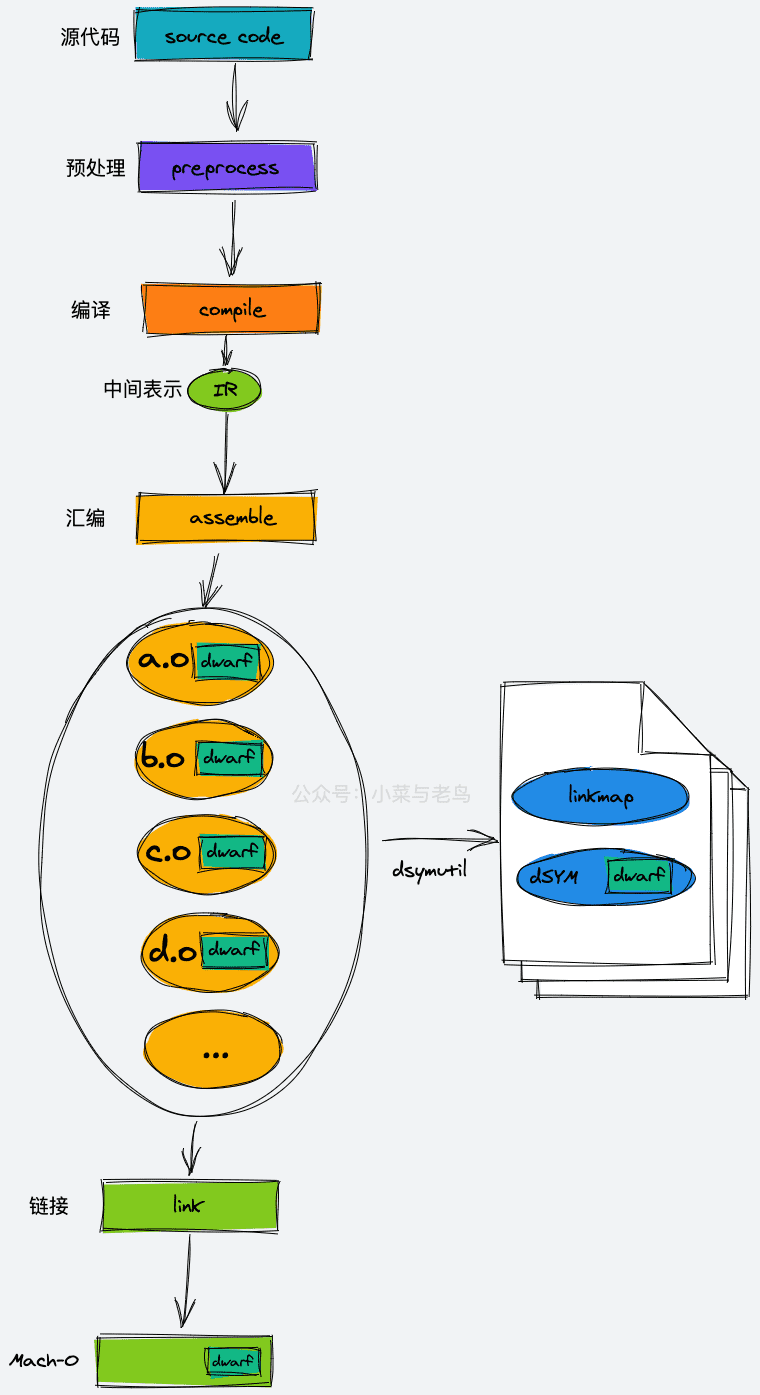 源代码 source code
预处理 preprocess
编译 compile
中间表示 IR
汇编 assemble
a.o dwarf
b.o dwarf
公众号：小菜与老鸟
linkmap
c.o dwarf
dsymutil
dSYM dwarf
d.o dwarf
...
链接 link
Mach-O dwarf